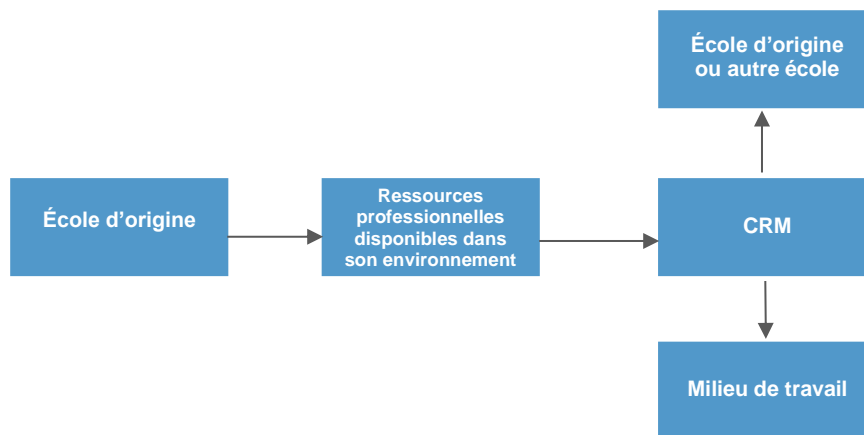 École d’origine
ou autre école
École d’origine
Ressources
professionnelles
disponibles dans
son environnement
CRM
Milieu de travail